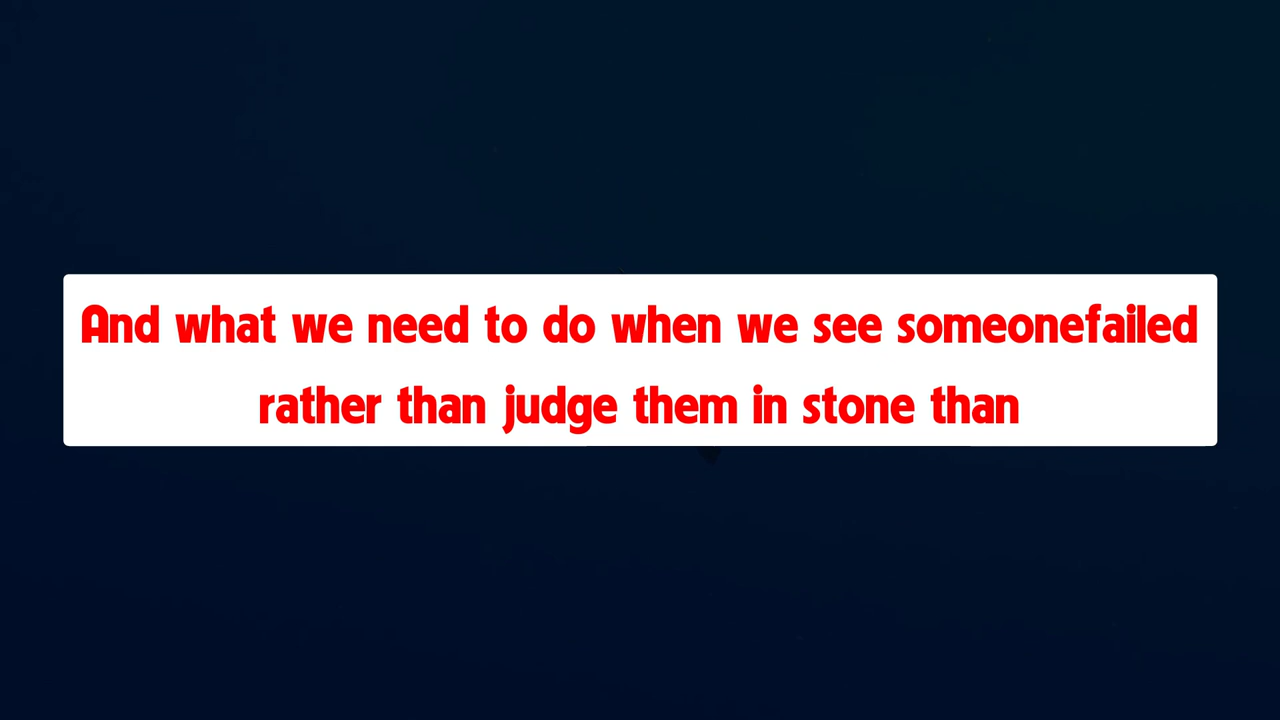 And what we need to do when we see someonefailed
rather than judge them in stone than